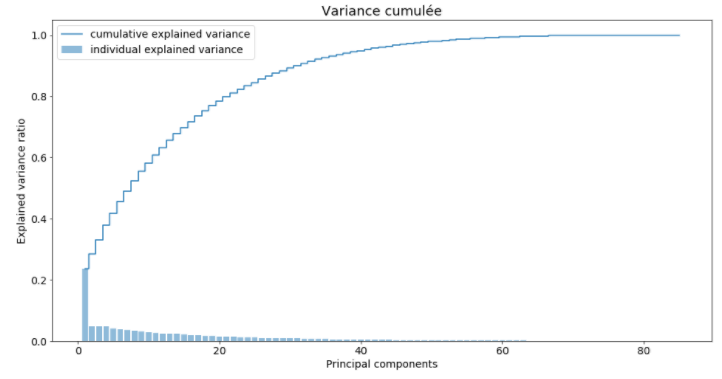 Variance cumulée
cumulative explained variance
individual explained variance
Explained variance ratio
1.0
0.8
0.6
0.4
0.2
0.0
0 20 40 60 80
Principal components